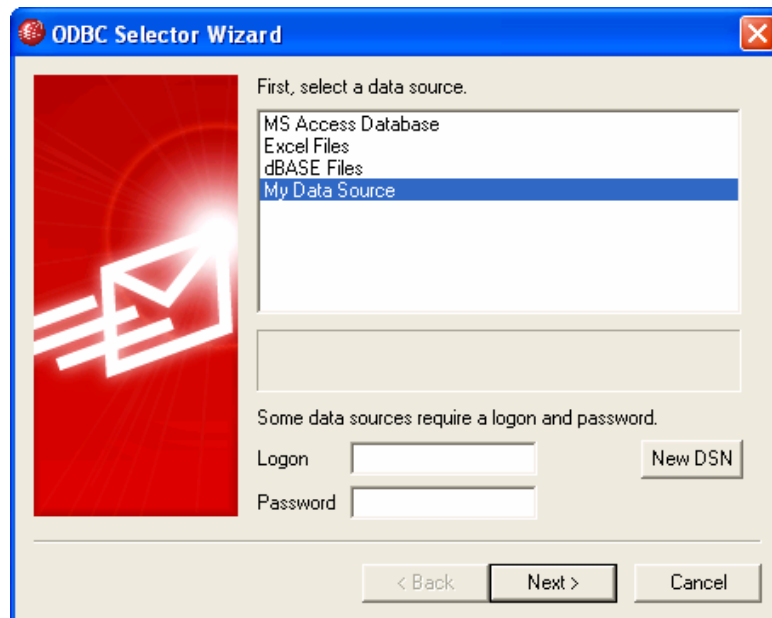 ODBC Selector Wizard
First, select a data source.
MS Access Database
Excel Files
dBASE Files
My Data Source
Some data sources require a logon and password.
Logon
New DSN
Password
< Back
Next >
Cancel